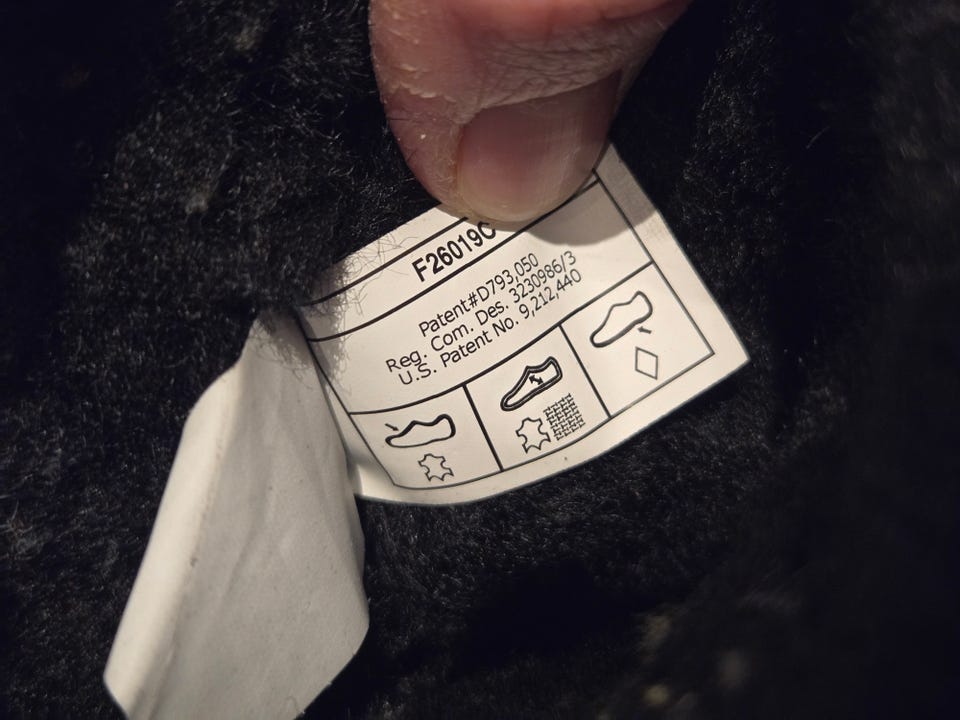 F26019C
Patent#D793,050
Reg. Com. Des. 3230986/3
U.S. Patent No. 9,212,440